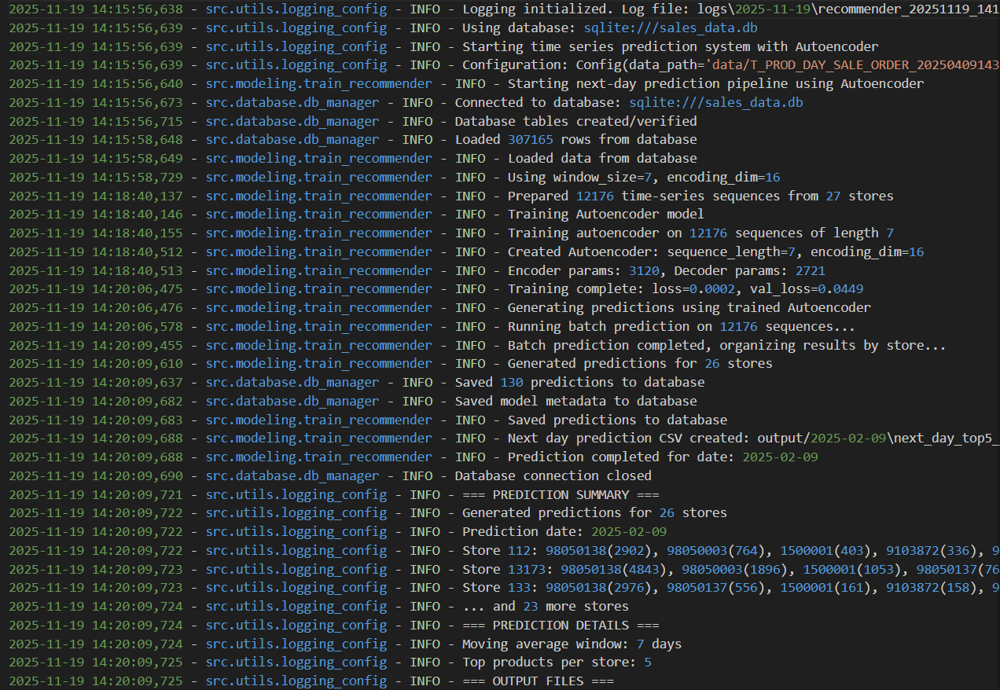 2025-11-19 14:15:56,638 - src.utils.logging_config - INFO - Logging initialized. Log file: logs\2025-11-19\recommender_20251119_141
2025-11-19 14:15:56,639 - src.utils.logging_config - INFO - Using database: sqlite:///sales_data.db
2025-11-19 14:15:56,639 - src.utils.logging_config - INFO - Starting time series prediction system with Autoencoder
2025-11-19 14:15:56,639 - src.utils.logging_config - INFO - Configuration: Config(data_path='data/T_PROD_DAY_SALE_ORDER_20250409143
2025-11-19 14:15:56,640 - src.modeling.train_recommender - INFO - Starting next-day prediction pipeline using Autoencoder
2025-11-19 14:15:56,673 - src.database.db_manager - INFO - Connected to database: sqlite:///sales_data.db
2025-11-19 14:15:56,715 - src.database.db_manager - INFO - Database tables created/verified
2025-11-19 14:15:58,648 - src.database.db_manager - INFO - Loaded 307165 rows from database
2025-11-19 14:15:58,649 - src.modeling.train_recommender - INFO - Loaded data from database
2025-11-19 14:15:58,729 - src.modeling.train_recommender - INFO - Using window_size=7, encoding_dim=16
2025-11-19 14:18:40,137 - src.modeling.train_recommender - INFO - Prepared 12176 time-series sequences from 27 stores
2025-11-19 14:18:40,146 - src.modeling.train_recommender - INFO - Training Autoencoder model
2025-11-19 14:18:40,155 - src.modeling.train_recommender - INFO - Training autoencoder on 12176 sequences of length 7
2025-11-19 14:18:40,512 - src.modeling.train_recommender - INFO - Created Autoencoder: sequence_length=7, encoding_dim=16
2025-11-19 14:18:40,513 - src.modeling.train_recommender - INFO - Encoder params: 3120, Decoder params: 2721
2025-11-19 14:20:06,475 - src.modeling.train_recommender - INFO - Training complete: loss=0.0002, val_loss=0.0449
2025-11-19 14:20:06,476 - src.modeling.train_recommender - INFO - Generating predictions using trained Autoencoder
2025-11-19 14:20:06,578 - src.modeling.train_recommender - INFO - Running batch prediction on 12176 sequences...
2025-11-19 14:20:09,455 - src.modeling.train_recommender - INFO - Batch prediction completed, organizing results by store...
2025-11-19 14:20:09,610 - src.modeling.train_recommender - INFO - Generated predictions for 26 stores
2025-11-19 14:20:09,637 - src.database.db_manager - INFO - Saved 130 predictions to database
2025-11-19 14:20:09,682 - src.database.db_manager - INFO - Saved model metadata to database
2025-11-19 14:20:09,683 - src.modeling.train_recommender - INFO - Saved predictions to database
2025-11-19 14:20:09,688 - src.modeling.train_recommender - INFO - Next day prediction CSV created: output/2025-02-09\next_day_top5_
2025-11-19 14:20:09,688 - src.modeling.train_recommender - INFO - Prediction completed for date: 2025-02-09
2025-11-19 14:20:09,690 - src.database.db_manager - INFO - Database connection closed
2025-11-19 14:20:09,721 - src.utils.logging_config - INFO - === PREDICTION SUMMARY ===
2025-11-19 14:20:09,722 - src.utils.logging_config - INFO - Generated predictions for 26 stores
2025-11-19 14:20:09,722 - src.utils.logging_config - INFO - Prediction date: 2025-02-09
2025-11-19 14:20:09,722 - src.utils.logging_config - INFO - Store 112: 98050138(2902), 98050003(764), 1500001(403), 9103872(336), 9
2025-11-19 14:20:09,723 - src.utils.logging_config - INFO - Store 13173: 98050138(4843), 98050003(1896), 1500001(1053), 98050137(76
2025-11-19 14:20:09,723 - src.utils.logging_config - INFO - Store 133: 98050138(2976), 98050137(556), 1500001(161), 9103872(158), 9
2025-11-19 14:20:09,724 - src.utils.logging_config - INFO - ... and 23 more stores
2025-11-19 14:20:09,724 - src.utils.logging_config - INFO - === PREDICTION DETAILS ===
2025-11-19 14:20:09,724 - src.utils.logging_config - INFO - Moving average window: 7 days
2025-11-19 14:20:09,725 - src.utils.logging_config - INFO - Top products per store: 5
2025-11-19 14:20:09,725 - src.utils.logging_config - INFO - === OUTPUT FILES ===